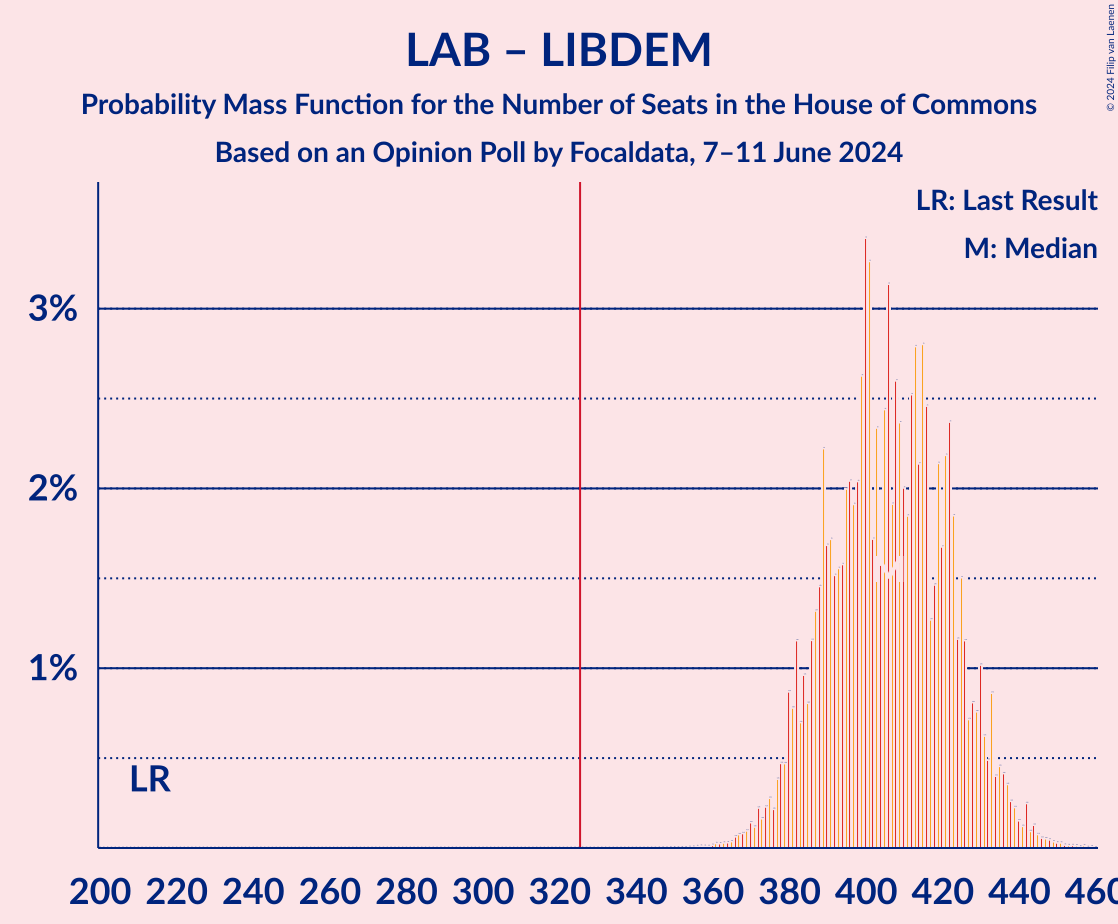 LAB – LIBDEM
Probability Mass Function for the Number of Seats in the House of Commons
Based on an Opinion Poll by Focaldata, 7–11 June 2024
© 2024 Filip van Laenen
LR: Last Result
M: Median
3%
2%
1%
LR
200 220 240 260 280 300 320 340 360 380 400 420 440 460